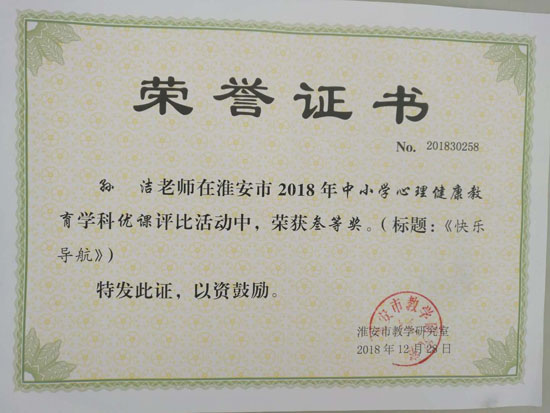 荣誉证书
No. 201830258
孙 洁老师在淮安市2018年中小学心理健康教
育学科优课评比活动中，荣获叁等奖。（标题：《快乐
导航》）
特发此证，以资鼓励。
淮安市教学研究室
2018年12月28日